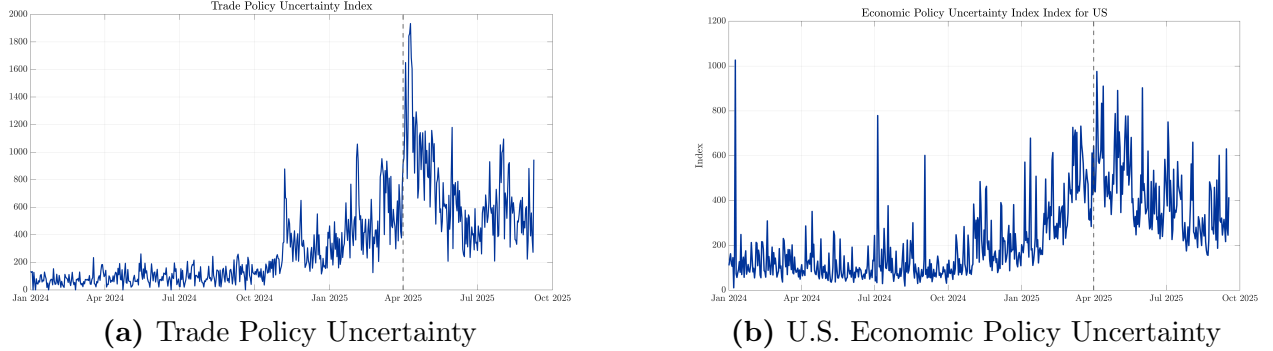 Trade Policy Uncertainty Index
2000
1800
1600
1400
1200
1000
800
600
400
200
0
Jan 2024 Apr 2024 Jul 2024 Oct 2024 Jan 2025 Apr 2025 Jul 2025 Oct 2025
(a) Trade Policy Uncertainty
Economic Policy Uncertainty Index Index for US
Index
1200
1000
800
600
400
200
0
Jan 2024 Apr 2024 Jul 2024 Oct 2024 Jan 2025 Apr 2025 Jul 2025 Oct 2025
(b) U.S. Economic Policy Uncertainty